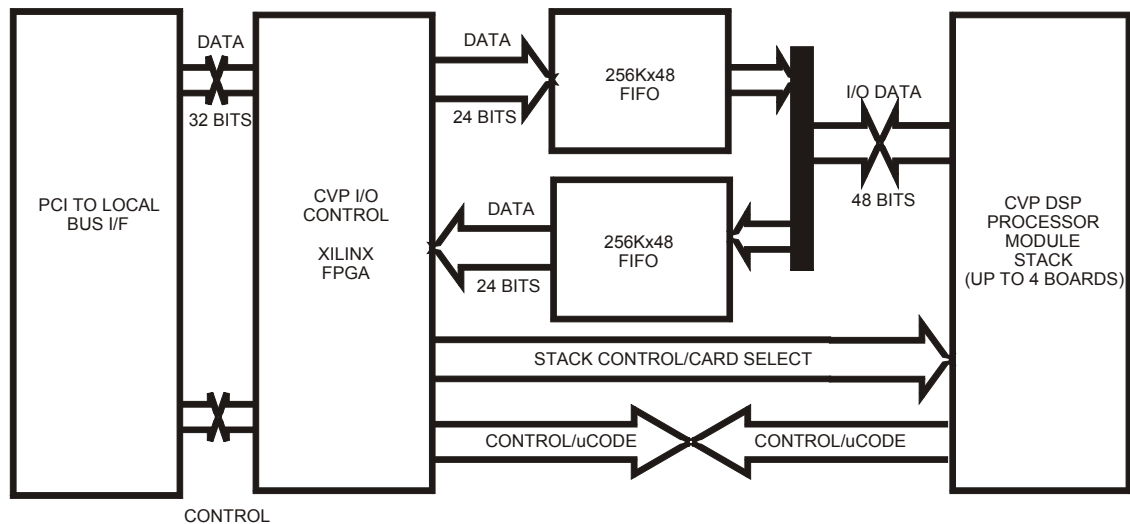 DATA
32 BITS
PCI TO LOCAL
BUS I/F
CONTROL
CVP I/O
CONTROL
XILINX
FPGA
DATA
24 BITS
256Kx48
FIFO
DATA
24 BITS
256Kx48
FIFO
I/O DATA
48 BITS
CVP DSP
PROCESSOR
MODULE
STACK
(UP TO 4 BOARDS)
STACK CONTROL/CARD SELECT
CONTROL/uCODE
CONTROL/uCODE